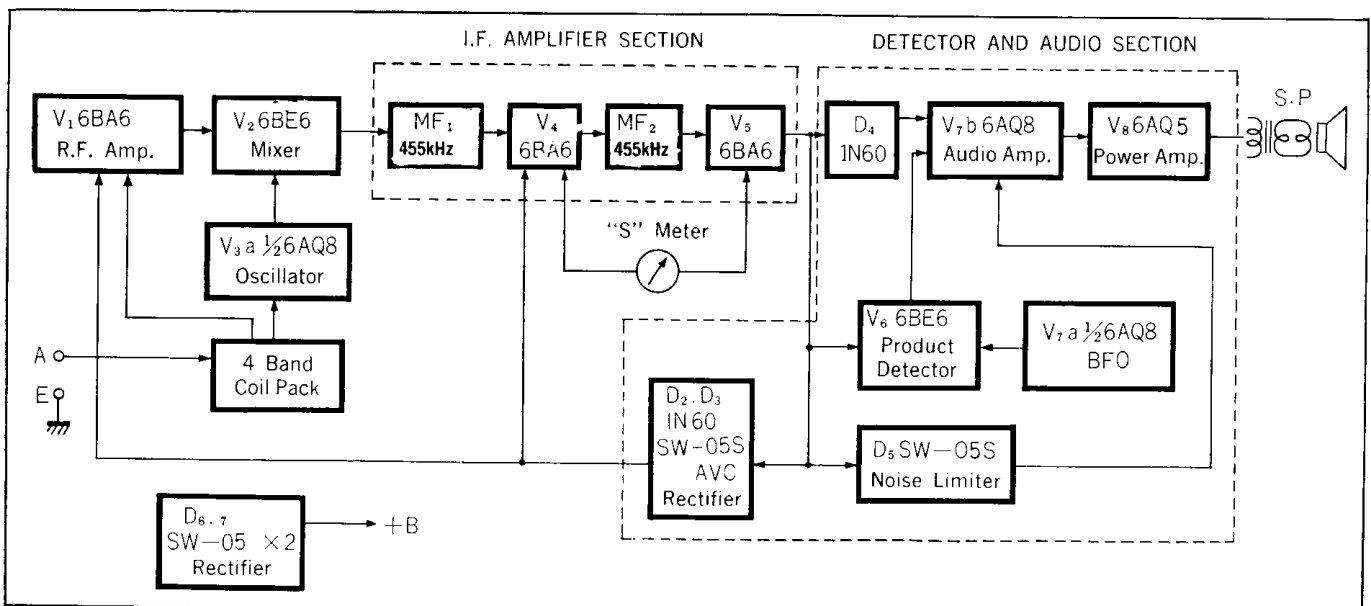 I.F. AMPLIFIER SECTION
DETECTOR AND AUDIO SECTION
V₁ 6BA6
R.F. Amp.
V₂ 6BE6
Mixer
MF₁
455kHz
V₄
6BA6
MF₂
455kHz
V₅
6BA6
D₄
1N60
V₇b 6AQ8
Audio Amp.
V₈ 6AQ5
Power Amp.
S.P
"S" Meter
V₃a ½6AQ8
Oscillator
4 Band
Coil Pack
A
E
V₆ 6BE6
Product
Detector
V₇a ½6AQ8
BFO
D₂.D₃
1N60
SW-05S
AVC
Rectifier
D₅ SW-05S
Noise Limiter
D₆.₇
SW-05 ×2
Rectifier
+B